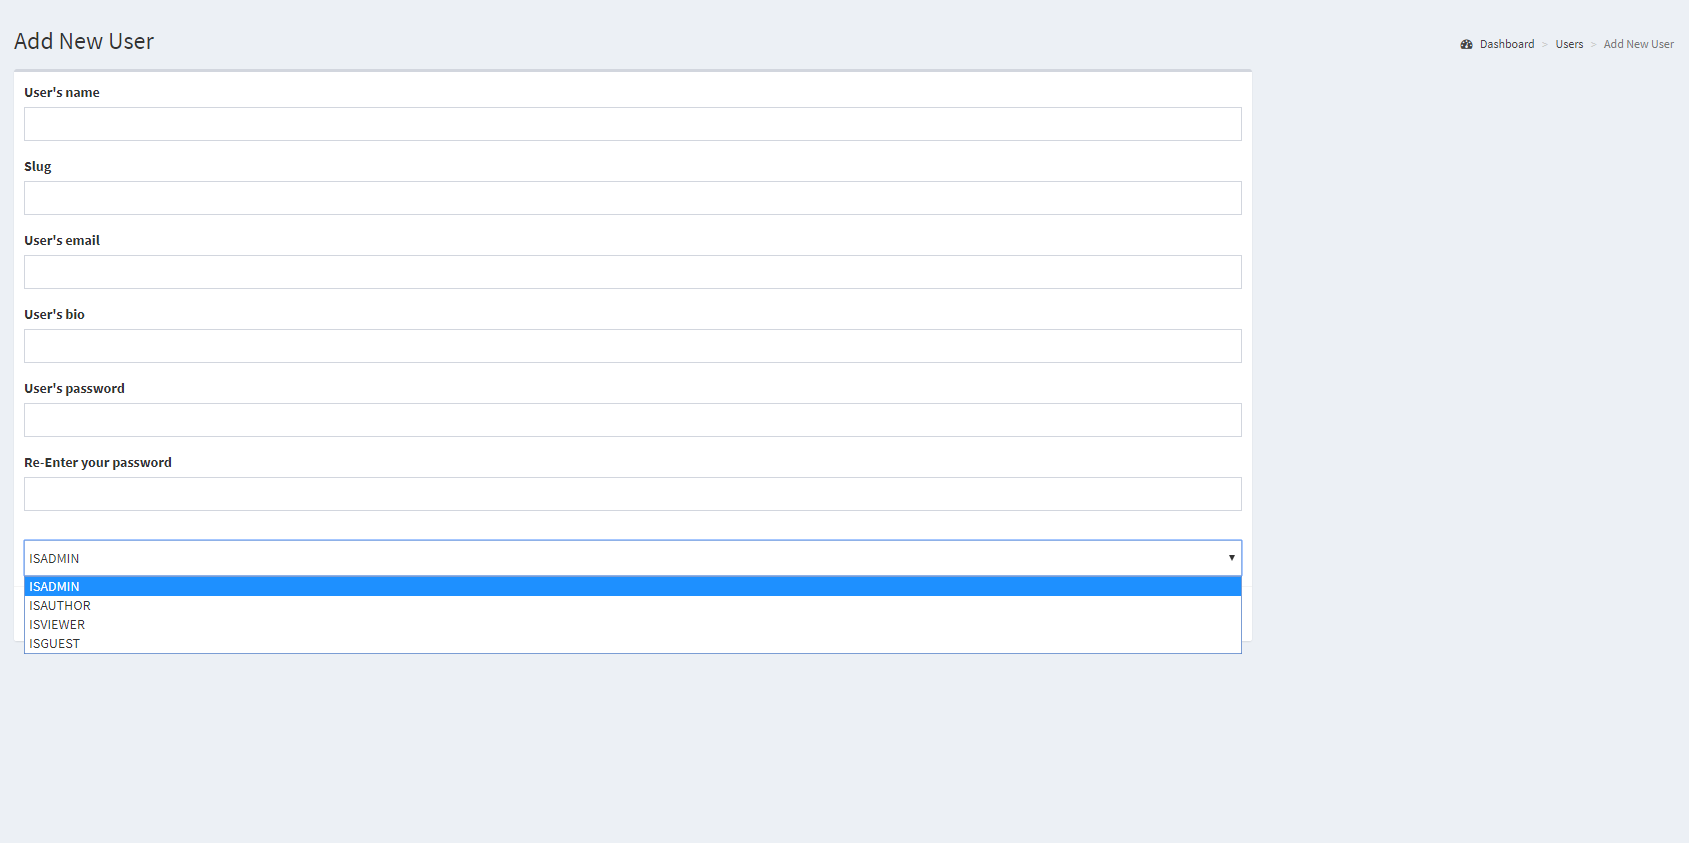 Add New User
Dashboard > Users > Add New User
User's name
Slug
User's email
User's bio
User's password
Re-Enter your password
ISADMIN
ISADMIN
ISAUTHOR
ISVIEWER
ISGUEST